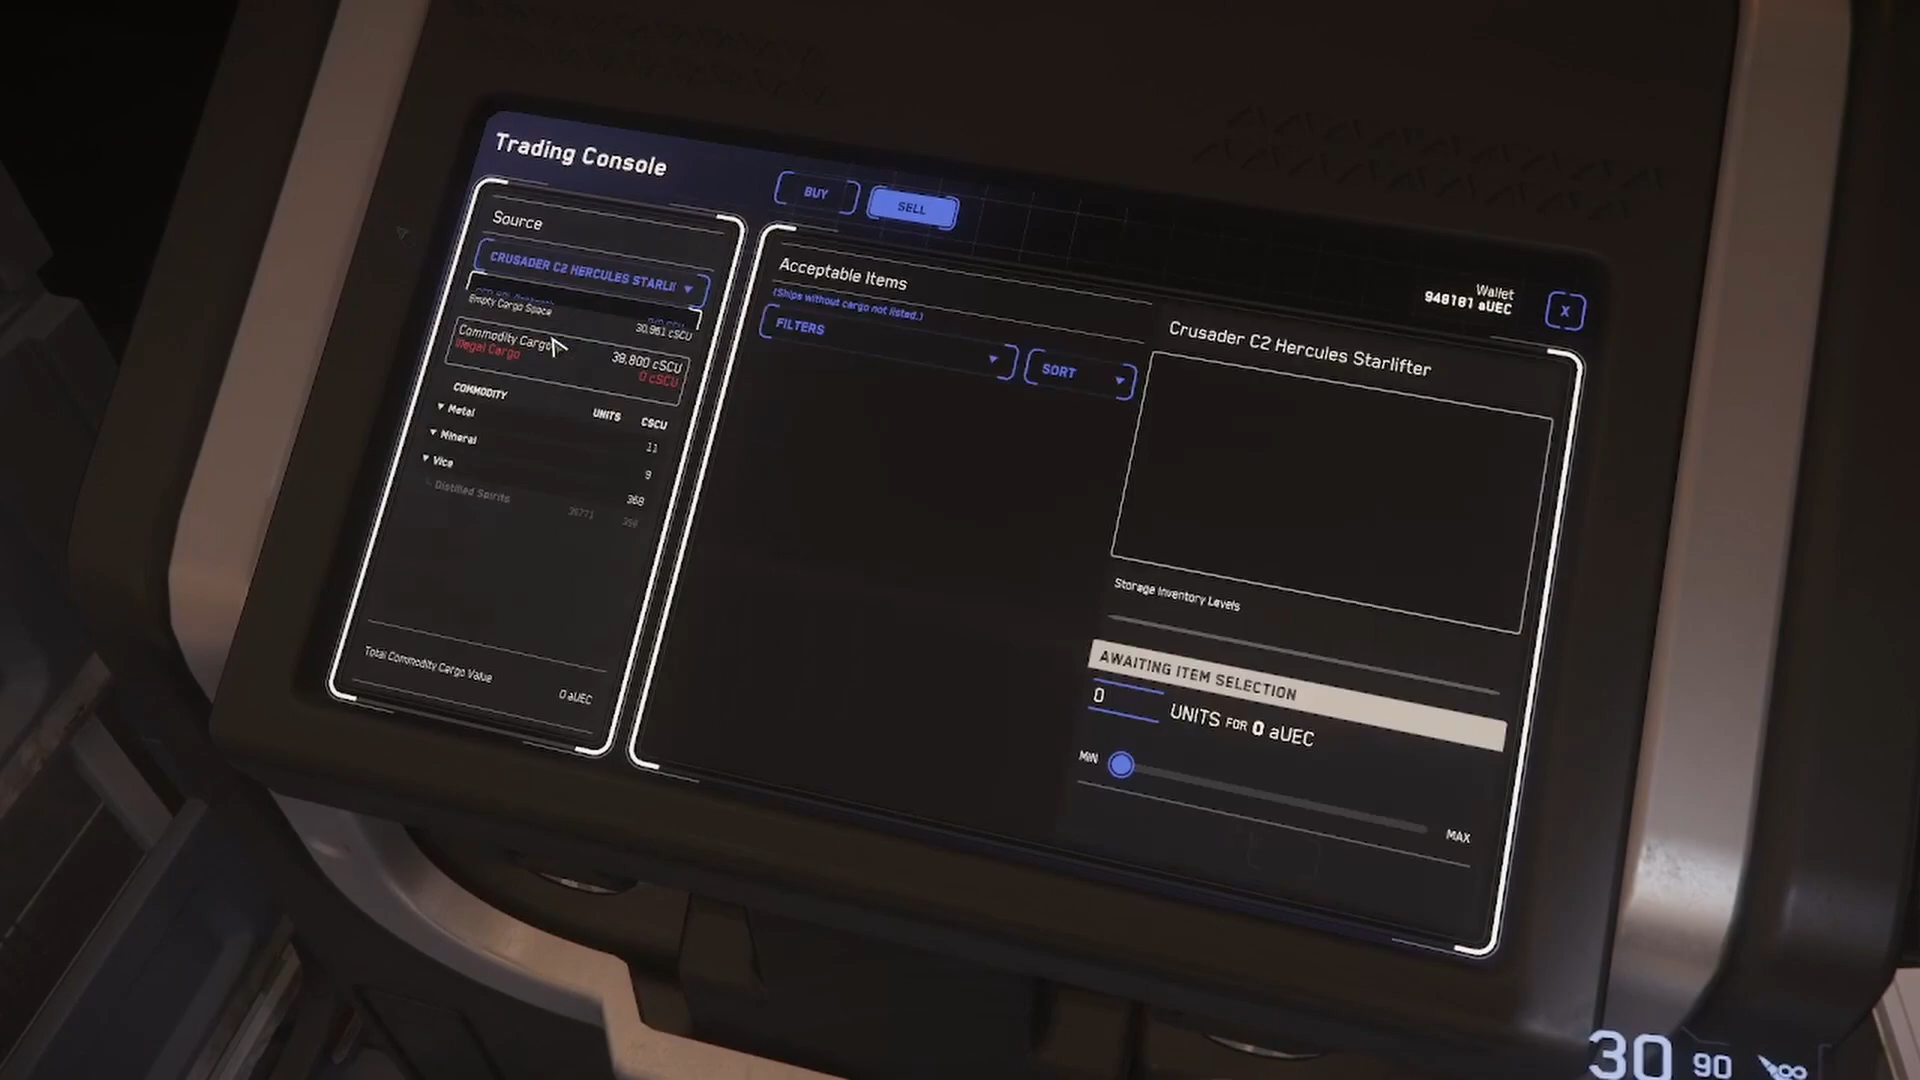 Trading Console
BUY
SELL
Wallet
948181 aUEC
X
Source
CRUSADER C2 HERCULES STARLI
Empty Cargo Space
30,961 cSCU
Commodity Cargo
38,800 cSCU
Illegal Cargo
0 cSCU
COMMODITY UNITS CSCU
Metal 11
Mineral 9
Vice 368
Distilled Spirits 36771
Total Commodity Cargo Value
0 aUEC
Acceptable Items
(Ships without cargo not listed.)
FILTERS
SORT
Crusader C2 Hercules Starlifter
Storage Inventory Levels
AWAITING ITEM SELECTION
0 UNITS FOR 0 aUEC
MIN
MAX
30 90